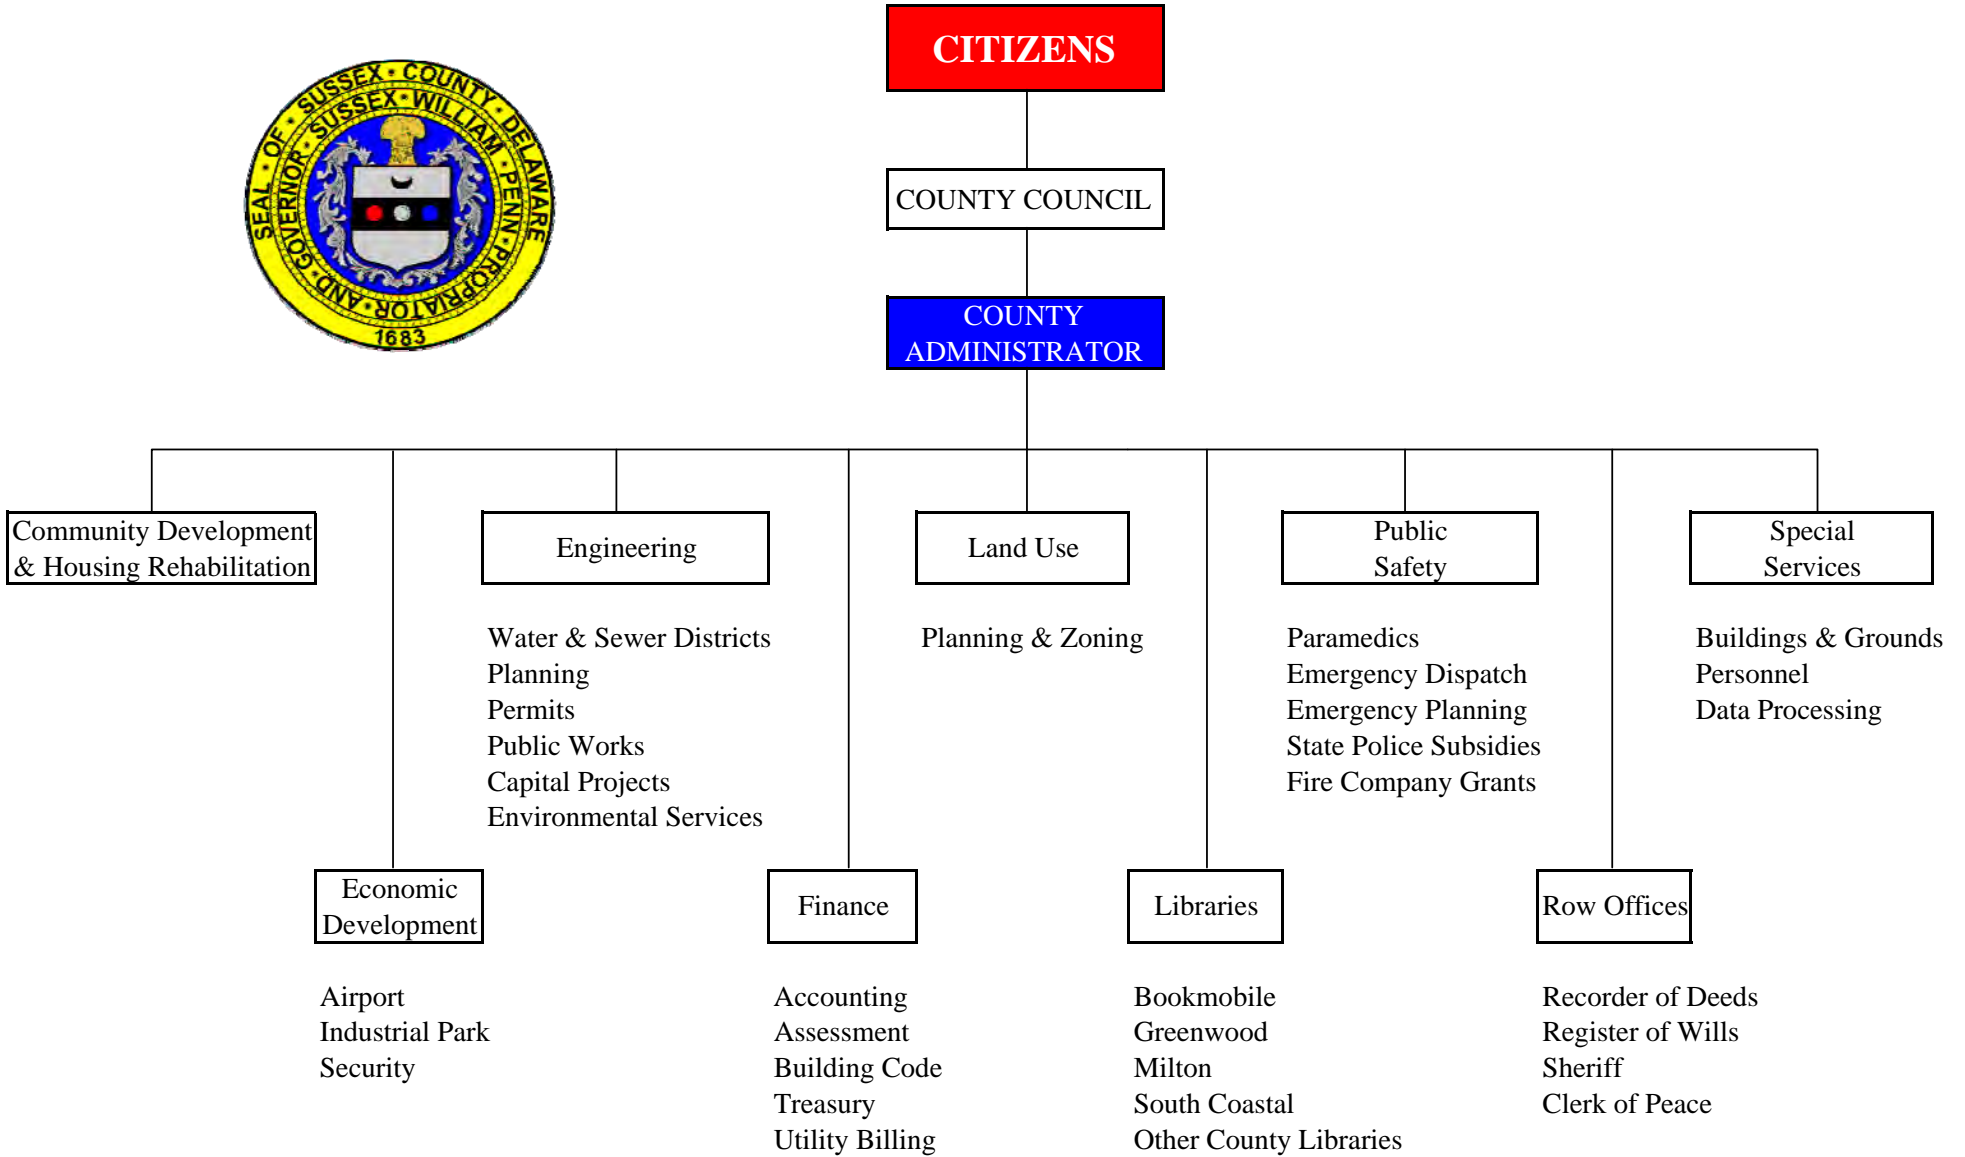 CITIZENS
SEAL · OF · SUSSEX · COUNTY · DELAWARE
GOVERNOR · SUSSEX · WILLIAM · PENN · PROPRIATOR · AND ·
1683
COUNTY COUNCIL
COUNTY
ADMINISTRATOR
Community Development
& Housing Rehabilitation
Engineering
Water & Sewer Districts
Planning
Permits
Public Works
Capital Projects
Environmental Services
Land Use
Planning & Zoning
Public
Safety
Paramedics
Emergency Dispatch
Emergency Planning
State Police Subsidies
Fire Company Grants
Special
Services
Buildings & Grounds
Personnel
Data Processing
Economic
Development
Airport
Industrial Park
Security
Finance
Accounting
Assessment
Building Code
Treasury
Utility Billing
Libraries
Bookmobile
Greenwood
Milton
South Coastal
Other County Libraries
Row Offices
Recorder of Deeds
Register of Wills
Sheriff
Clerk of Peace